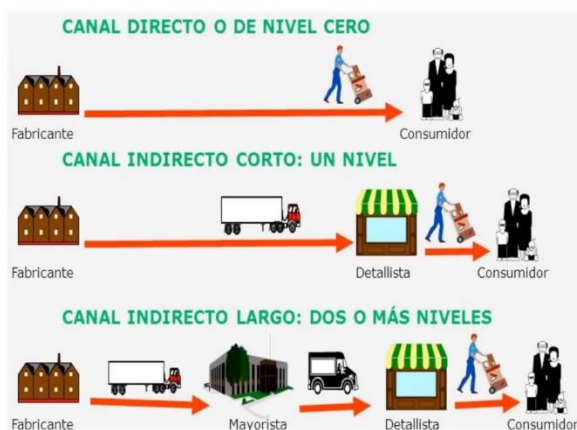 CANAL DIRECTO O DE NIVEL CERO
Fabricante Consumidor
CANAL INDIRECTO CORTO: UN NIVEL
Fabricante Detallista Consumidor
CANAL INDIRECTO LARGO: DOS O MÁS NIVELES
Fabricante Mayorista Detallista Consumidor